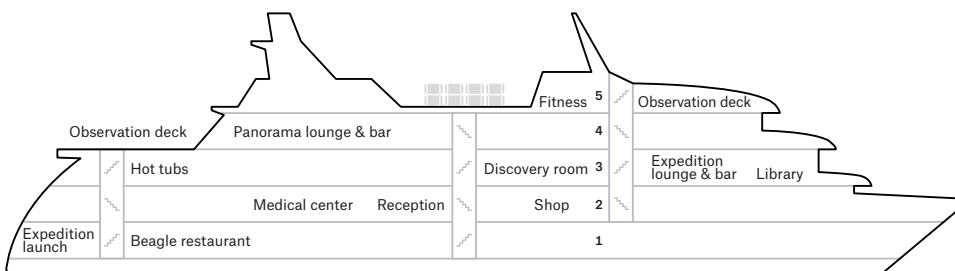 Fitness 5 Observation deck
Observation deck Panorama lounge & bar 4
Hot tubs Discovery room 3 Expedition
lounge & bar Library
Medical center Reception Shop 2
Expedition
launch Beagle restaurant 1